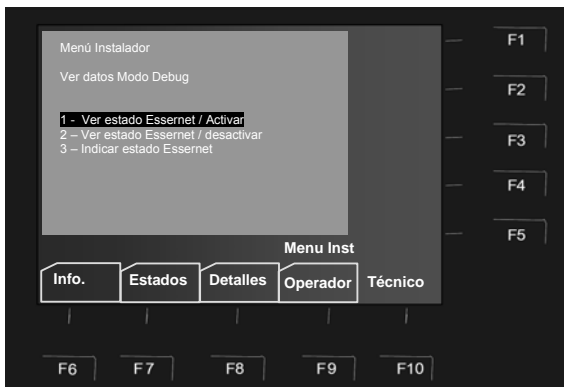 Menú Instalador
Ver datos Modo Debug
1 - Ver estado Essernet / Activar
2 – Ver estado Essernet / desactivar
3 – Indicar estado Essernet
Menu Inst
Info.
Estados
Detalles
Operador
Técnico
F1
F2
F3
F4
F5
F6
F7
F8
F9
F10